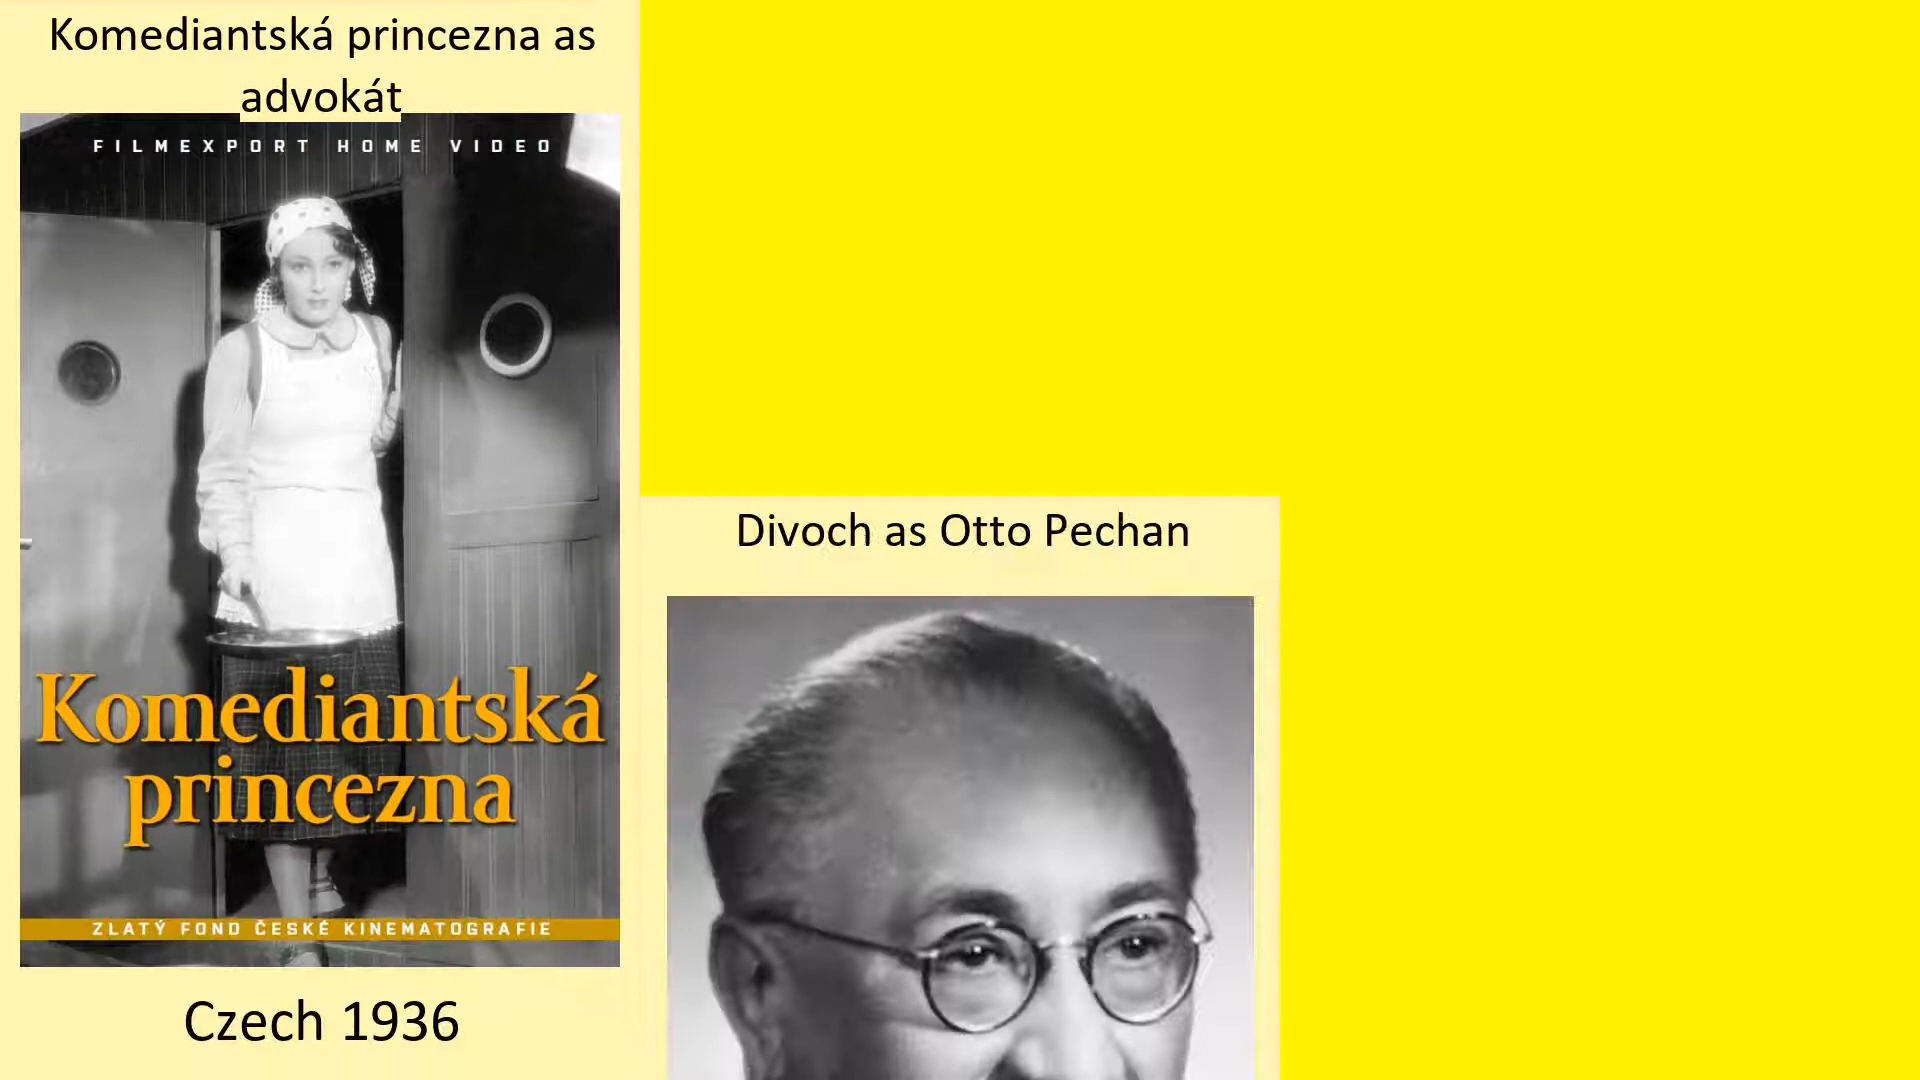 Komediantská princezna as
advokát
FILMEXPORT HOME VIDEO
Komediantská
princezna
ZLATÝ FOND ČESKÉ KINEMATOGRAFIE
Czech 1936
Divoch as Otto Pechan